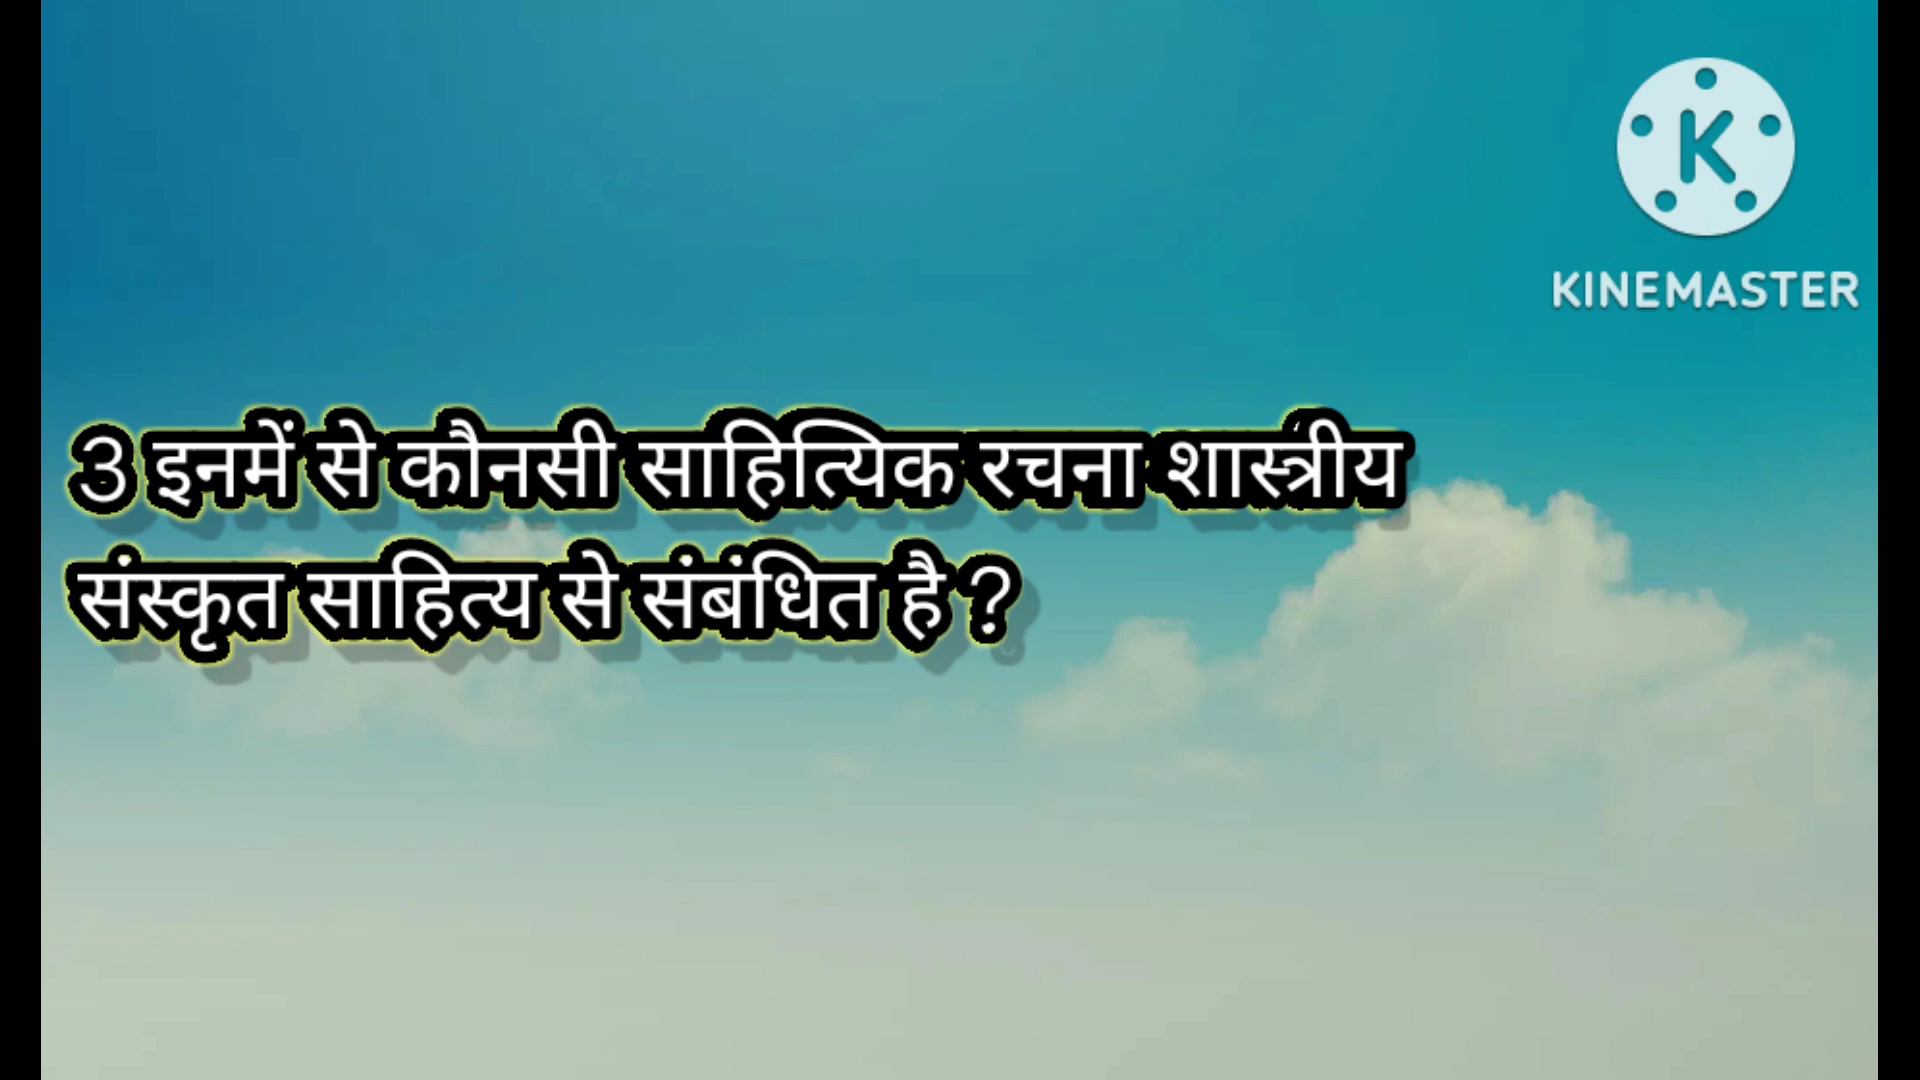 KINEMASTER
3 इनमें से कौनसी साहित्यिक रचना शास्त्रीय
संस्कृत साहित्य से संबंधित है ?